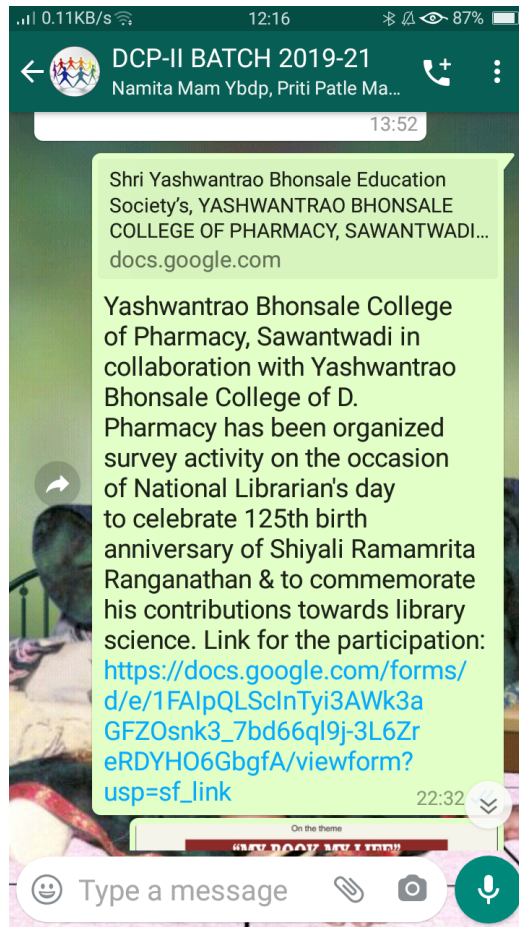 0.11KB/s 12:16 87%
DCP-II BATCH 2019-21
Namita Mam Ybdp, Priti Patle Ma...
13:52
Shri Yashwantrao Bhonsale Education
Society's, YASHWANTRAO BHONSALE
COLLEGE OF PHARMACY, SAWANTWADI...
docs.google.com
Yashwantrao Bhonsale College
of Pharmacy, Sawantwadi in
collaboration with Yashwantrao
Bhonsale College of D.
Pharmacy has been organized
survey activity on the occasion
of National Librarian's day
to celebrate 125th birth
anniversary of Shiyali Ramamrita
Ranganathan & to commemorate
his contributions towards library
science. Link for the participation:
https://docs.google.com/forms/
d/e/1FAIpQLSclnTyi3AWk3a
GFZOsnk3_7bd66ql9j-3L6Zr
eRDYHO6GbgfA/viewform?
usp=sf_link
22:32
On the theme
"MY BOOK MY LIFE"
Type a message